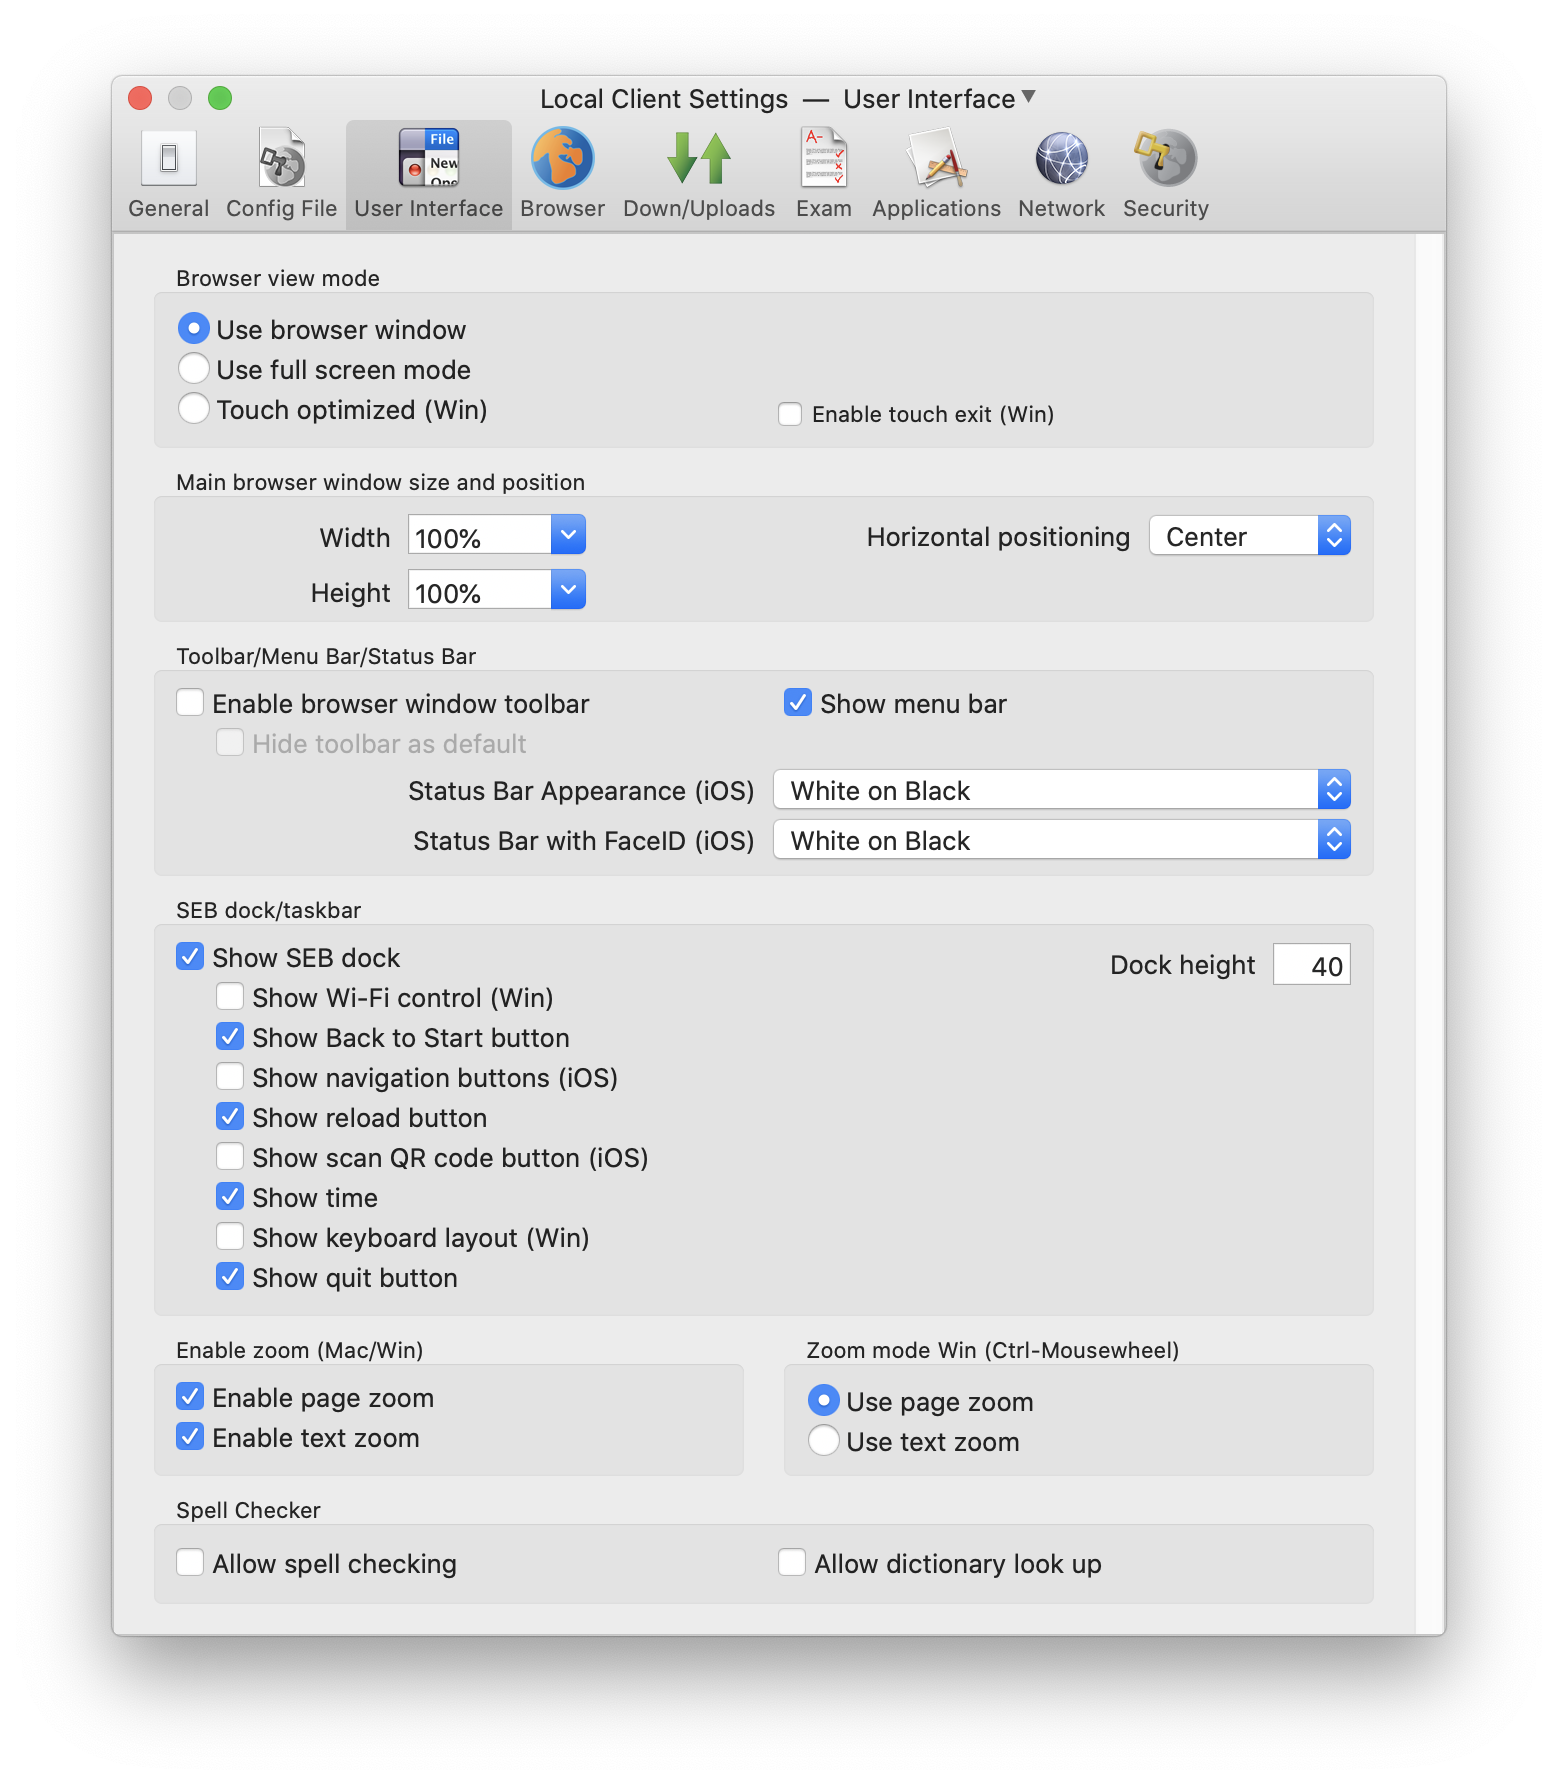 Local Client Settings — User Interface
File
New
A-
General Config File User Interface Browser Down/Uploads Exam Applications Network Security
Browser view mode
Use browser window
Use full screen mode
Touch optimized (Win)
Enable touch exit (Win)
Main browser window size and position
Width 100%
Horizontal positioning Center
Height 100%
Toolbar/Menu Bar/Status Bar
Enable browser window toolbar
Show menu bar
Hide toolbar as default
Status Bar Appearance (iOS) White on Black
Status Bar with FaceID (iOS) White on Black
SEB dock/taskbar
Show SEB dock
Dock height 40
Show Wi-Fi control (Win)
Show Back to Start button
Show navigation buttons (iOS)
Show reload button
Show scan QR code button (iOS)
Show time
Show keyboard layout (Win)
Show quit button
Enable zoom (Mac/Win)
Enable page zoom
Enable text zoom
Zoom mode Win (Ctrl-Mousewheel)
Use page zoom
Use text zoom
Spell Checker
Allow spell checking
Allow dictionary look up